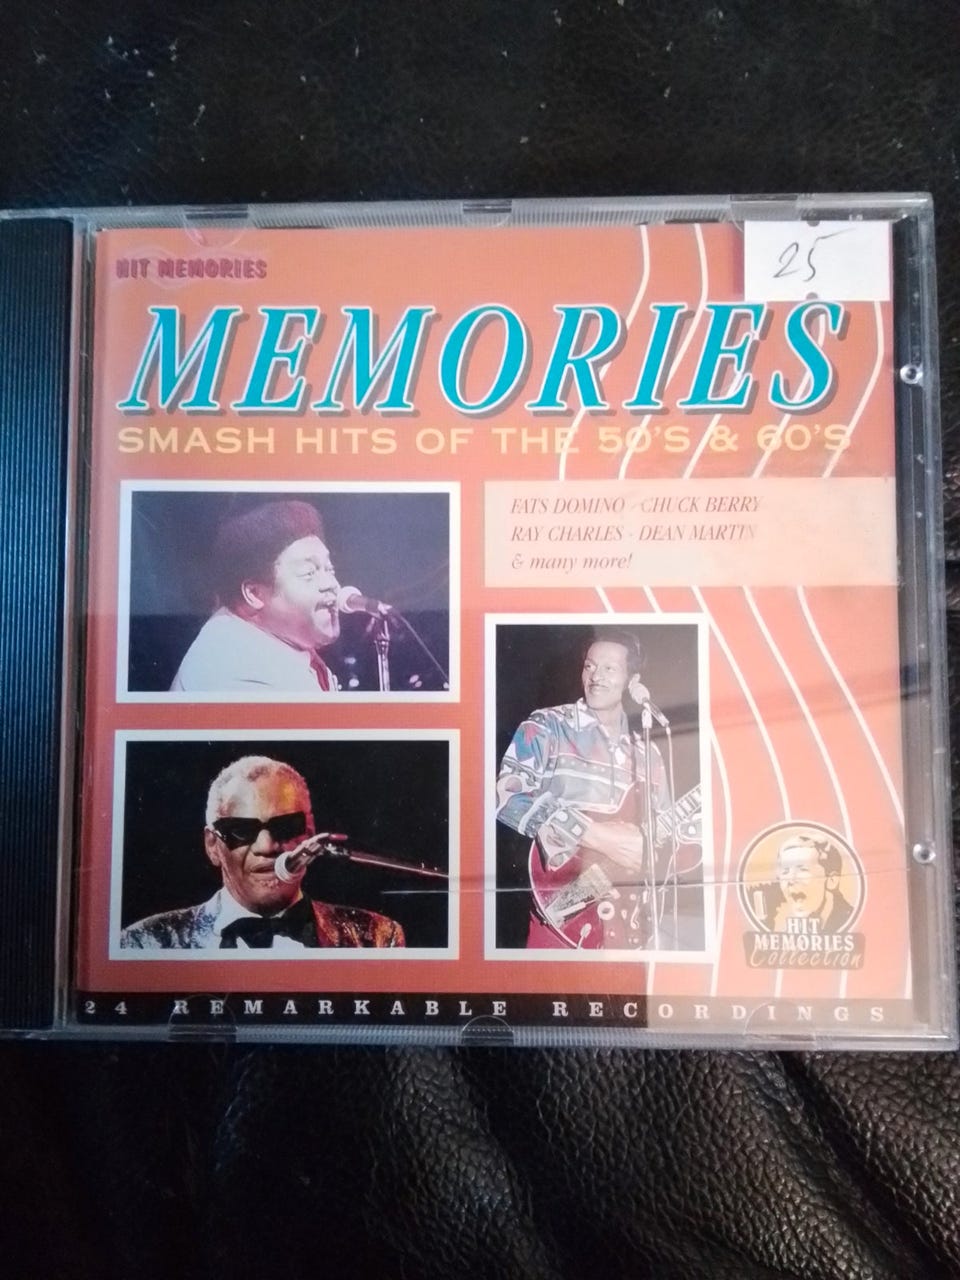 HIT MEMORIES
25
MEMORIES
SMASH HITS OF THE 50'S & 60'S
FATS DOMINO - CHUCK BERRY
RAY CHARLES - DEAN MARTIN
& many more!
HIT
MEMORIES
Collection
24 REMARKABLE RECORDINGS